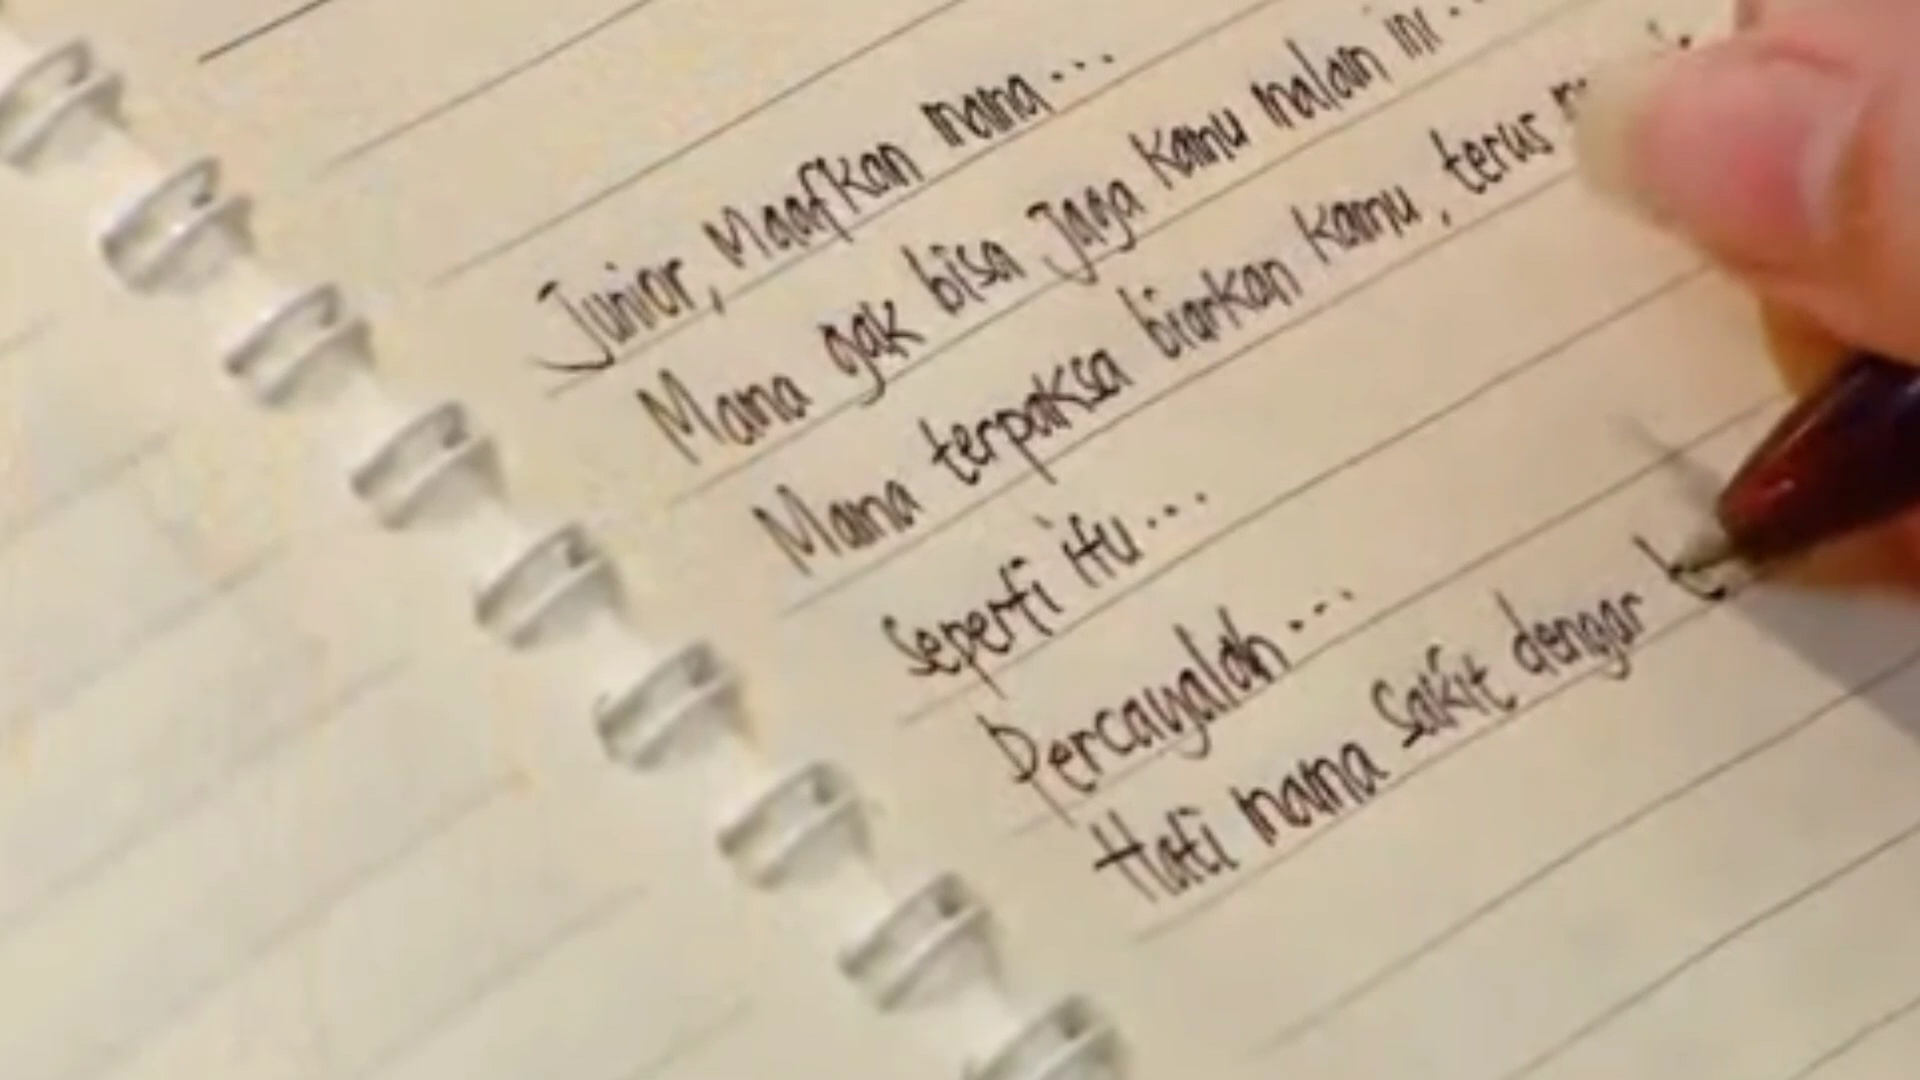 Junior, Maafkan mama...
Mama gak bisa jaga kamu malam ini...
Mama terpaksa biarkan kamu, terus
seperti itu....
Percayalah...
Hati mama sakit dengar